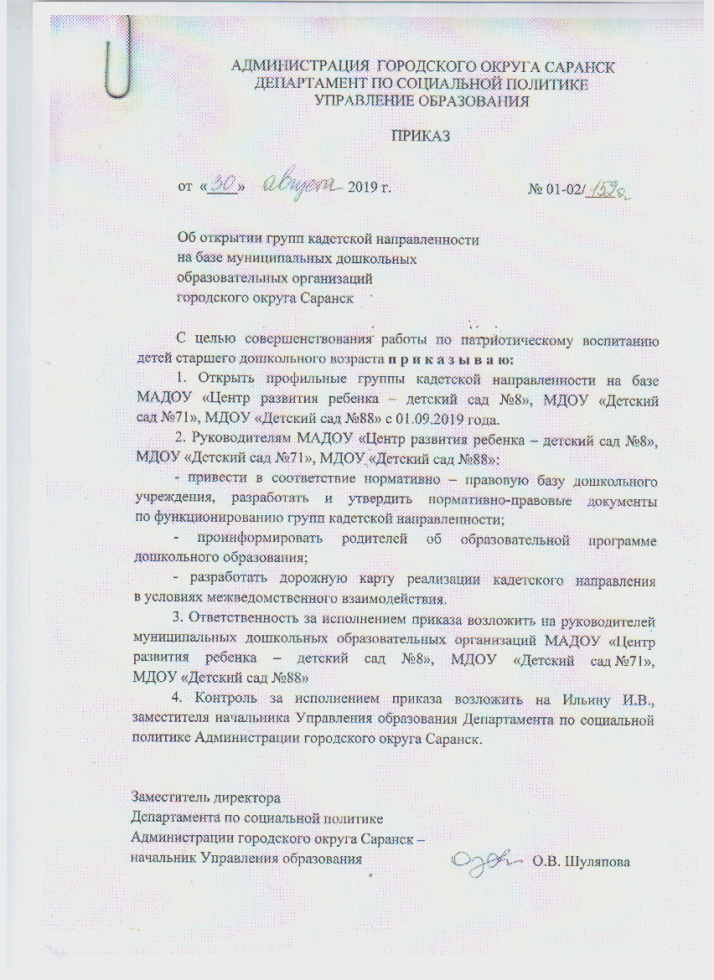 АДМИНИСТРАЦИЯ ГОРОДСКОГО ОКРУГА САРАНСК
ДЕПАРТАМЕНТ ПО СОЦИАЛЬНОЙ ПОЛИТИКЕ
УПРАВЛЕНИЕ ОБРАЗОВАНИЯ
ПРИКАЗ
от «30» августа 2019 г. № 01-02/152а
Об открытии групп кадетской направленности
на базе муниципальных дошкольных
образовательных организаций
городского округа Саранск
С целью совершенствования работы по патриотическому воспитанию
детей старшего дошкольного возраста п р и к а з ы в а ю:
1. Открыть профильные группы кадетской направленности на базе
МАДОУ «Центр развития ребенка – детский сад №8», МДОУ «Детский
сад №71», МДОУ «Детский сад №88» с 01.09.2019 года.
2. Руководителям МАДОУ «Центр развития ребенка – детский сад №8»,
МДОУ «Детский сад №71», МДОУ «Детский сад №88»:
- привести в соответствие нормативно – правовую базу дошкольного
учреждения, разработать и утвердить нормативно-правовые документы
по функционированию групп кадетской направленности;
- проинформировать родителей об образовательной программе
дошкольного образования;
- разработать дорожную карту реализации кадетского направления
в условиях межведомственного взаимодействия.
3. Ответственность за исполнением приказа возложить на руководителей
муниципальных дошкольных образовательных организаций МАДОУ «Центр
развития ребенка – детский сад №8», МДОУ «Детский сад №71»,
МДОУ «Детский сад №88»
4. Контроль за исполнением приказа возложить на Ильину И.В.,
заместителя начальника Управления образования Департамента по социальной
политике Администрации городского округа Саранск.
Заместитель директора
Департамента по социальной политике
Администрации городского округа Саранск –
начальник Управления образования О.В. Шуляпова